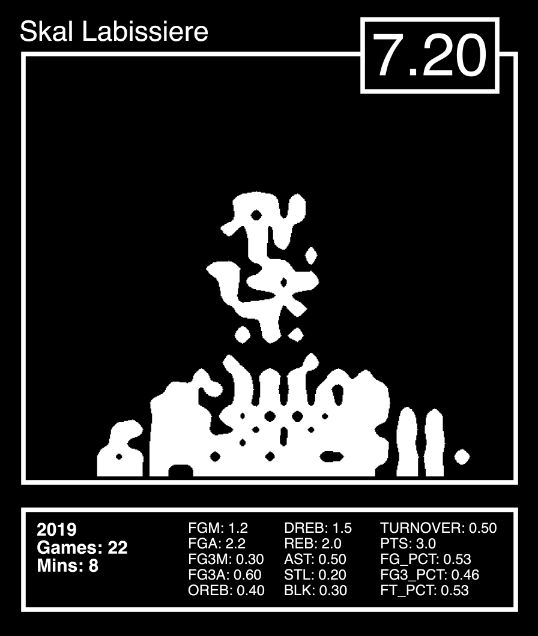 Skal Labissiere
7.20
2019
Games: 22
Mins: 8
FGM: 1.2
FGA: 2.2
FG3M: 0.30
FG3A: 0.60
OREB: 0.40
DREB: 1.5
REB: 2.0
AST: 0.50
STL: 0.20
BLK: 0.30
TURNOVER: 0.50
PTS: 3.0
FG_PCT: 0.53
FG3_PCT: 0.46
FT_PCT: 0.53